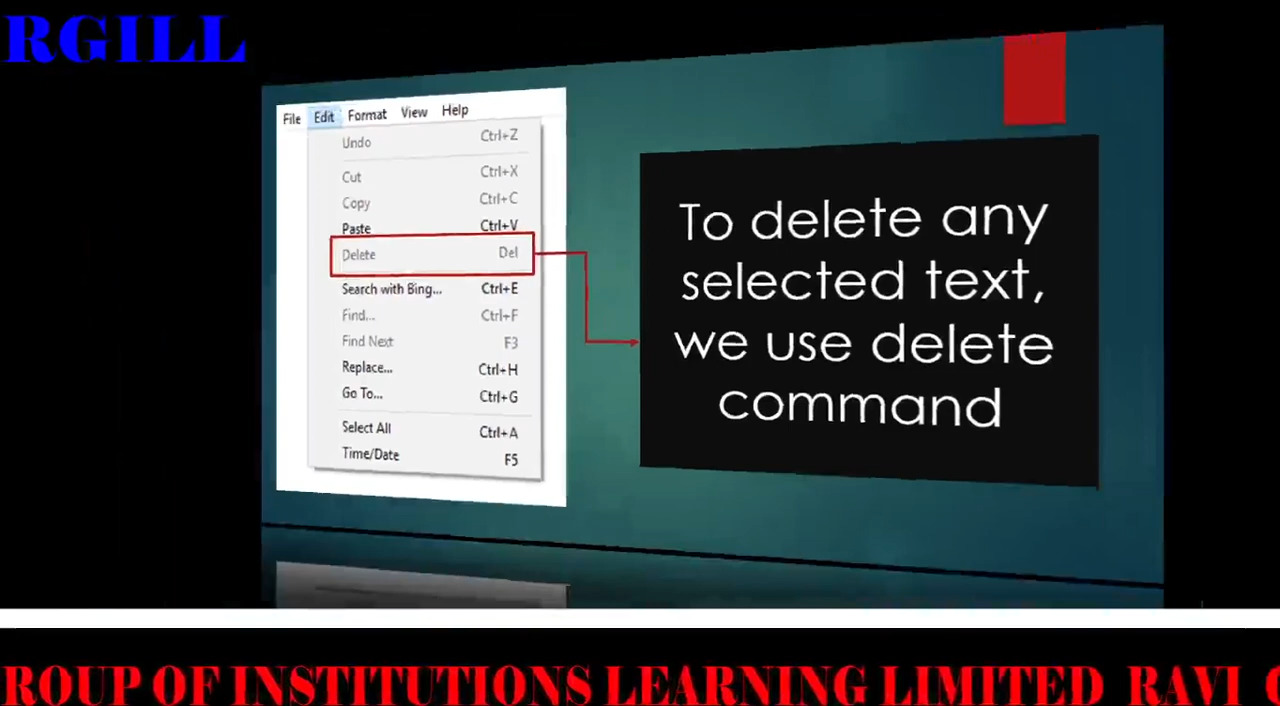 RGILL
File Edit Format View Help
Undo Ctrl+Z
Cut Ctrl+X
Copy Ctrl+C
Paste Ctrl+V
Delete Del
Search with Bing... Ctrl+E
Find... Ctrl+F
Find Next F3
Replace... Ctrl+H
Go To... Ctrl+G
Select All Ctrl+A
Time/Date F5
To delete any
selected text,
we use delete
command
ROUP OF INSTITUTIONS LEARNING LIMITED RAVI